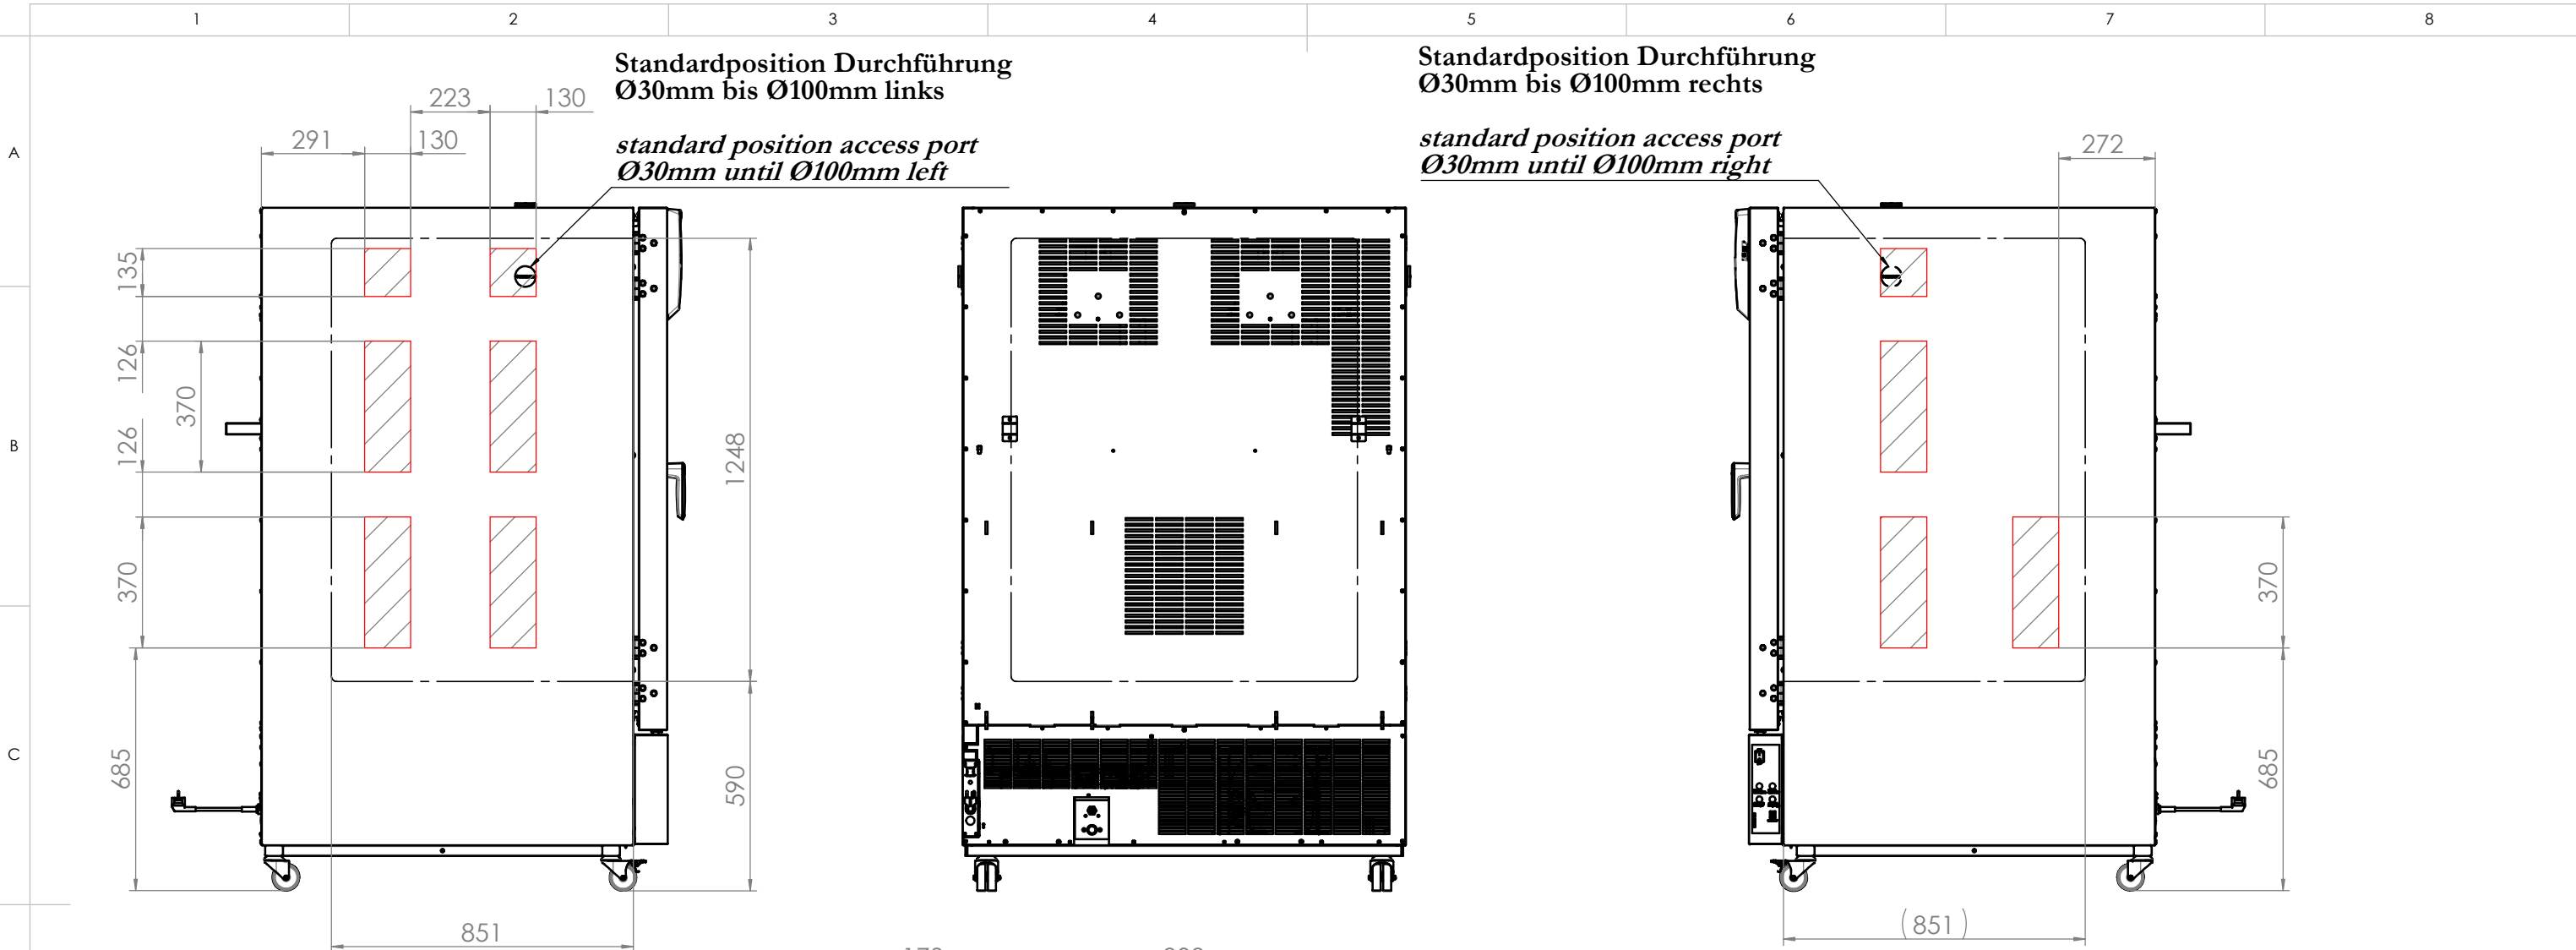 1 2 3 4 5 6 7 8
Standardposition Durchführung
Ø30mm bis Ø100mm links
standard position access port
Ø30mm until Ø100mm left
Standardposition Durchführung
Ø30mm bis Ø100mm rechts
standard position access port
Ø30mm until Ø100mm right
A
B
C
223 130
291 130
135
126
370
126
370
685
1248
590
851
272
370
685
(851)